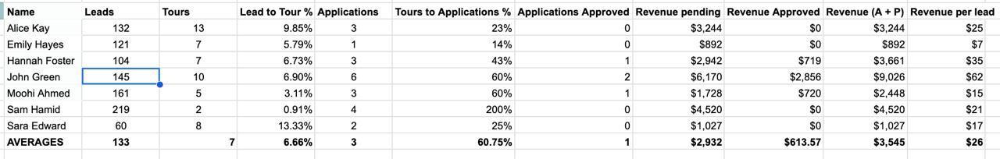 Name Leads Tours Lead to Tour % Applications Tours to Applications % Applications Approved Revenue pending Revenue Approved Revenue (A + P) Revenue per lead
Alice Kay 132 13 9.85% 3 23% 0 $3,244 $0 $3,244 $25
Emily Hayes 121 7 5.79% 1 14% 0 $892 $0 $892 $7
Hannah Foster 104 7 6.73% 3 43% 1 $2,942 $719 $3,661 $35
John Green 145 10 6.90% 6 60% 2 $6,170 $2,856 $9,026 $62
Moohi Ahmed 161 5 3.11% 3 60% 1 $1,728 $720 $2,448 $15
Sam Hamid 219 2 0.91% 4 200% 0 $4,520 $0 $4,520 $21
Sara Edward 60 8 13.33% 2 25% 0 $1,027 $0 $1,027 $17
AVERAGES 133 7 6.66% 3 60.75% 1 $2,932 $613.57 $3,545 $26